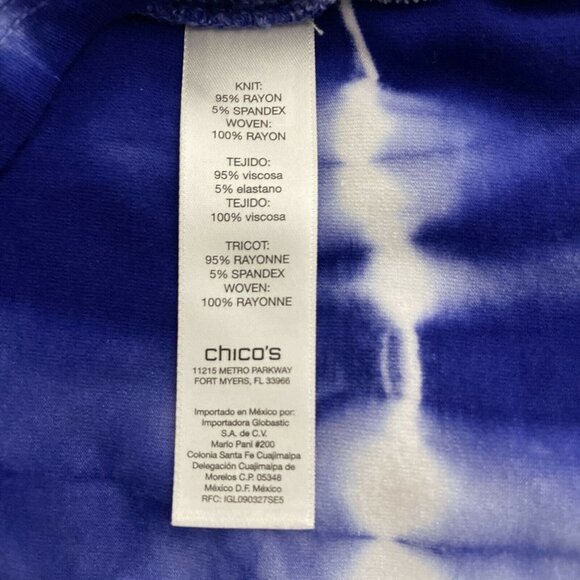 KNIT:
95% RAYON
5% SPANDEX
WOVEN:
100% RAYON
TEJIDO:
95% viscosa
5% elastano
TEJIDO:
100% viscosa
TRICOT:
95% RAYONNE
5% SPANDEX
WOVEN:
100% RAYONNE
chico's
11215 METRO PARKWAY
FORT MYERS, FL 33966
Importado en México por:
Importadora Globastic
S.A. de C.V.
Mario Pani #200
Colonia Santa Fe Cuajimalpa
Delegación Cuajimalpa de
Morelos C.P. 05348
México D.F. México
RFC: IGL090327SE5